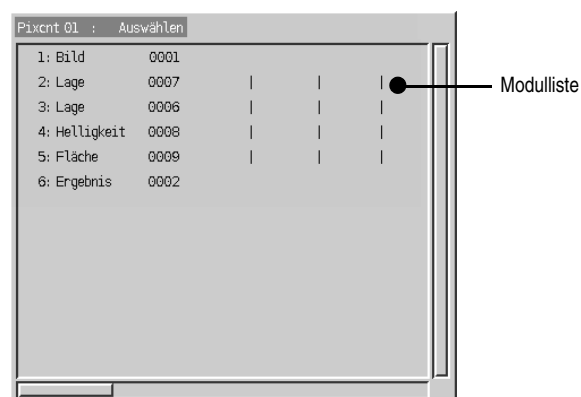 Pixcnt 01 : Auswählen
1: Bild 0001
2: Lage 0007 | | |
Modulliste
3: Lage 0006 | | |
4: Helligkeit 0008 | | |
5: Fläche 0009 | | |
6: Ergebnis 0002